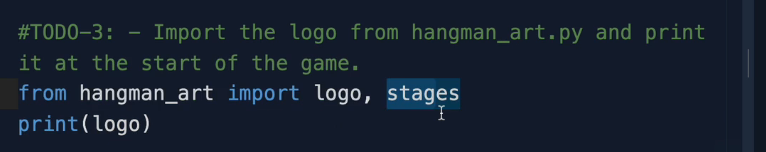 #TODO-3: - Import the logo from hangman_art.py and print
it at the start of the game.
from hangman_art import logo, stages
print(logo)